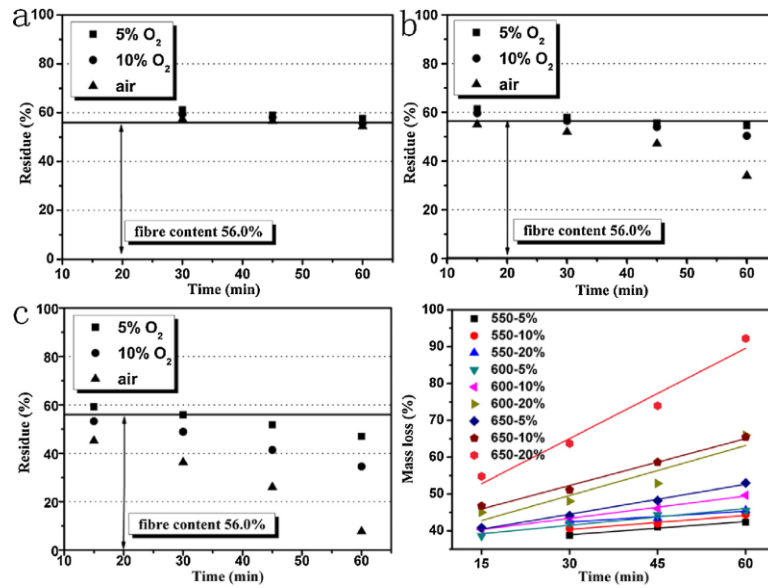 a
5% O2
10% O2
air
100
80
60
40
20
0
Residue (%)
fibre content 56.0%
10 20 30 40 50 60
Time (min)
b
5% O2
10% O2
air
100
80
60
40
20
0
Residue (%)
fibre content 56.0%
10 20 30 40 50 60
Time (min)
c
5% O2
10% O2
air
100
80
60
40
20
0
Residue (%)
fibre content 56.0%
10 20 30 40 50 60
Time (min)
550-5%
550-10%
550-20%
600-5%
600-10%
600-20%
650-5%
650-10%
650-20%
100
90
80
70
60
50
40
Mass loss (%)
15 30 45 60
Time (min)